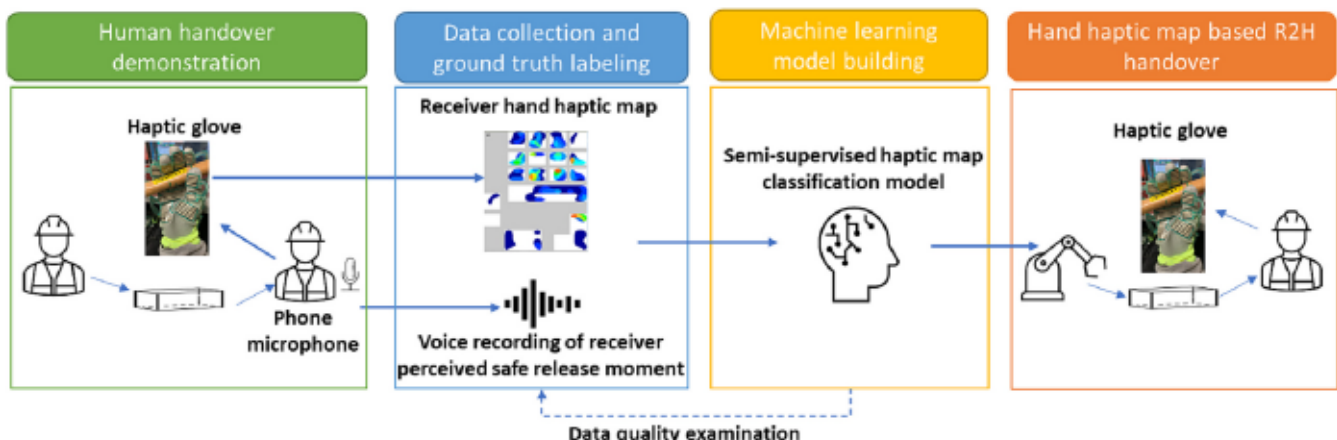 Human handover
demonstration
Data collection and
ground truth labeling
Machine learning
model building
Hand haptic map based R2H
handover
Haptic glove
Phone
microphone
Receiver hand haptic map
Voice recording of receiver
perceived safe release moment
Semi-supervised haptic map
classification model
Haptic glove
Data quality examination